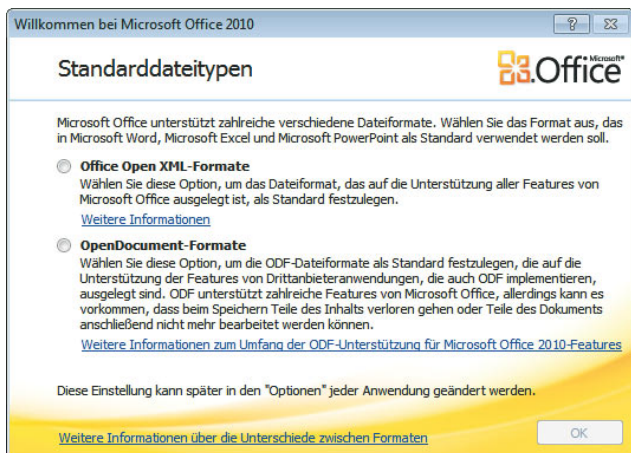 Willkommen bei Microsoft Office 2010
Standarddateitypen
Microsoft®
Office
Microsoft Office unterstützt zahlreiche verschiedene Dateiformate. Wählen Sie das Format aus, das
in Microsoft Word, Microsoft Excel und Microsoft PowerPoint als Standard verwendet werden soll.
Office Open XML-Formate
Wählen Sie diese Option, um das Dateiformat, das auf die Unterstützung aller Features von
Microsoft Office ausgelegt ist, als Standard festzulegen.
Weitere Informationen
OpenDocument-Formate
Wählen Sie diese Option, um die ODF-Dateiformate als Standard festzulegen, die auf die
Unterstützung der Features von Drittanbieteranwendungen, die auch ODF implementieren,
ausgelegt sind. ODF unterstützt zahlreiche Features von Microsoft Office, allerdings kann es
vorkommen, dass beim Speichern Teile des Inhalts verloren gehen oder Teile des Dokuments
anschließend nicht mehr bearbeitet werden können.
Weitere Informationen zum Umfang der ODF-Unterstützung für Microsoft Office 2010-Features
Diese Einstellung kann später in den "Optionen" jeder Anwendung geändert werden.
Weitere Informationen über die Unterschiede zwischen Formaten
OK